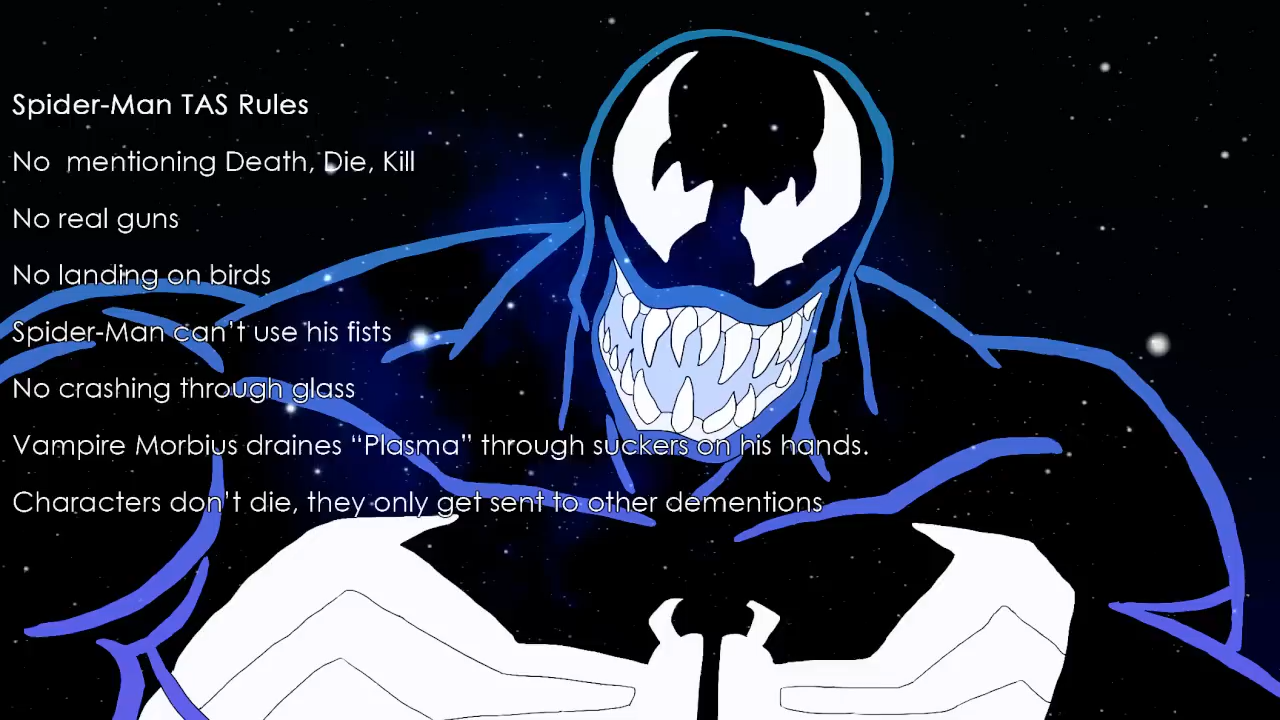 Spider-Man TAS Rules
No mentioning Death, Die, Kill
No real guns
No landing on birds
Spider-Man can't use his fists
No crashing through glass
Vampire Morbius draines “Plasma” through suckers on his hands.
Characters don't die, they only get sent to other dementions